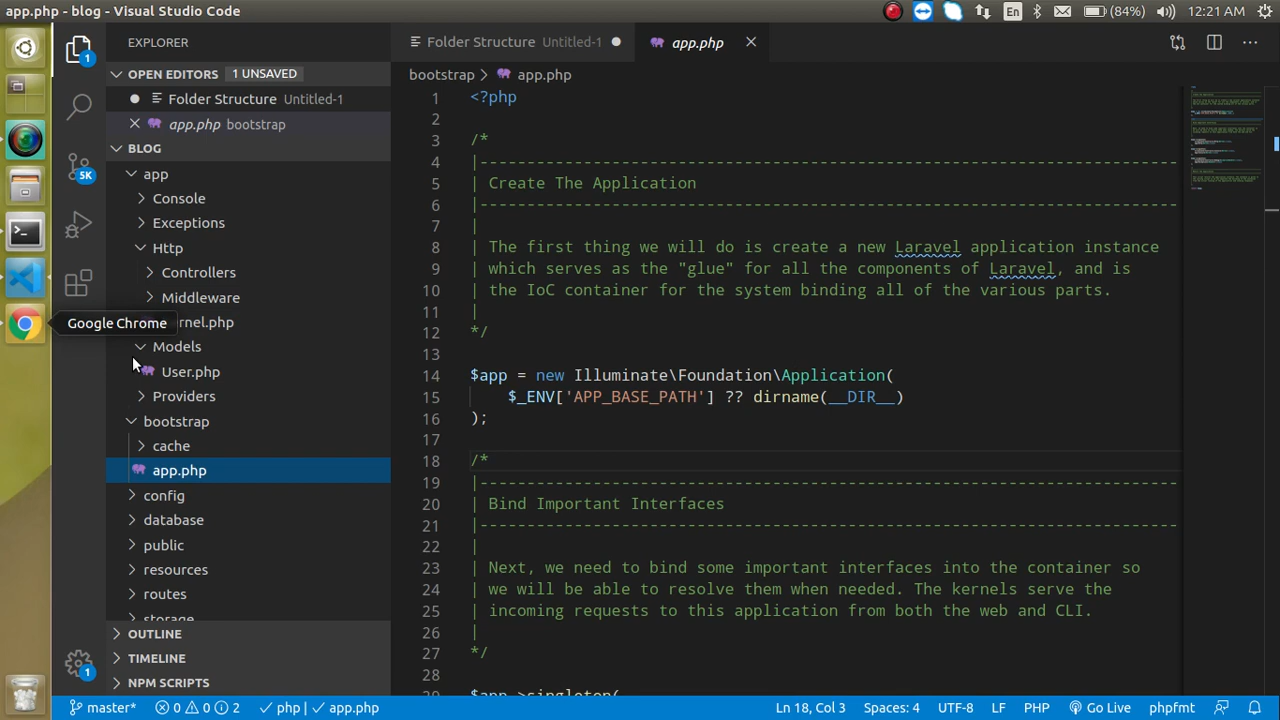 app.php - blog - Visual Studio Code
En
(84%)
12:21 AM
EXPLORER
OPEN EDITORS
1 UNSAVED
Folder Structure Untitled-1
app.php bootstrap
BLOG
app
Console
Exceptions
Http
Controllers
Middleware
ernel.php
Models
User.php
Providers
bootstrap
cache
app.php
config
database
public
resources
routes
storage
OUTLINE
TIMELINE
NPM SCRIPTS
1
5K
1
Google Chrome
Folder Structure Untitled-1
app.php
bootstrap > app.php
1 <?php
2
3 /*
4 |--------------------------------------------------------------------------
5 | Create The Application
6 |--------------------------------------------------------------------------
7 |
8 | The first thing we will do is create a new Laravel application instance
9 | which serves as the "glue" for all the components of Laravel, and is
10 | the IoC container for the system binding all of the various parts.
11 |
12 */
13
14 $app = new Illuminate\Foundation\Application(
15 $_ENV['APP_BASE_PATH'] ?? dirname(__DIR__)
16 );
17
18 /*
19 |--------------------------------------------------------------------------
20 | Bind Important Interfaces
21 |--------------------------------------------------------------------------
22 |
23 | Next, we need to bind some important interfaces into the container so
24 | we will be able to resolve them when needed. The kernels serve the
25 | incoming requests to this application from both the web and CLI.
26 |
27 */
28
29 $app->singleton(
master*
0
0
2
php | app.php
Ln 18, Col 3
Spaces: 4
UTF-8
LF
PHP
Go Live
phpfmt